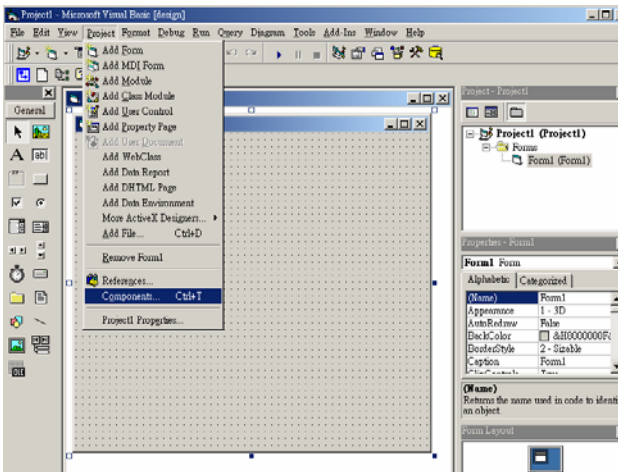 Project1 - Microsoft Visual Basic [design]
File Edit View Project Format Debug Run Query Diagram Tools Add-Ins Window Help
Add Form
Add MDI Form
Add Module
Add Class Module
Add User Control
Add Property Page
Add User Document
Add WebClass
Add Data Report
Add DHTML Page
Add Data Environment
More ActiveX Designers...
Add File... Ctrl+D
Remove Form1
References...
Components... Ctrl+T
Project1 Properties...
General
A ab|
OLE
Project - Project1
Project1 (Project1)
Forms
Form1 (Form1)
Properties - Form1
Form1 Form
Alphabetic Categorized
(Name) Form1
Appearance 1 - 3D
AutoRedraw False
BackColor &H8000000F&
BorderStyle 2 - Sizable
Caption Form1
ClipControls True
(Name)
Returns the name used in code to identi
an object.
Form Layout